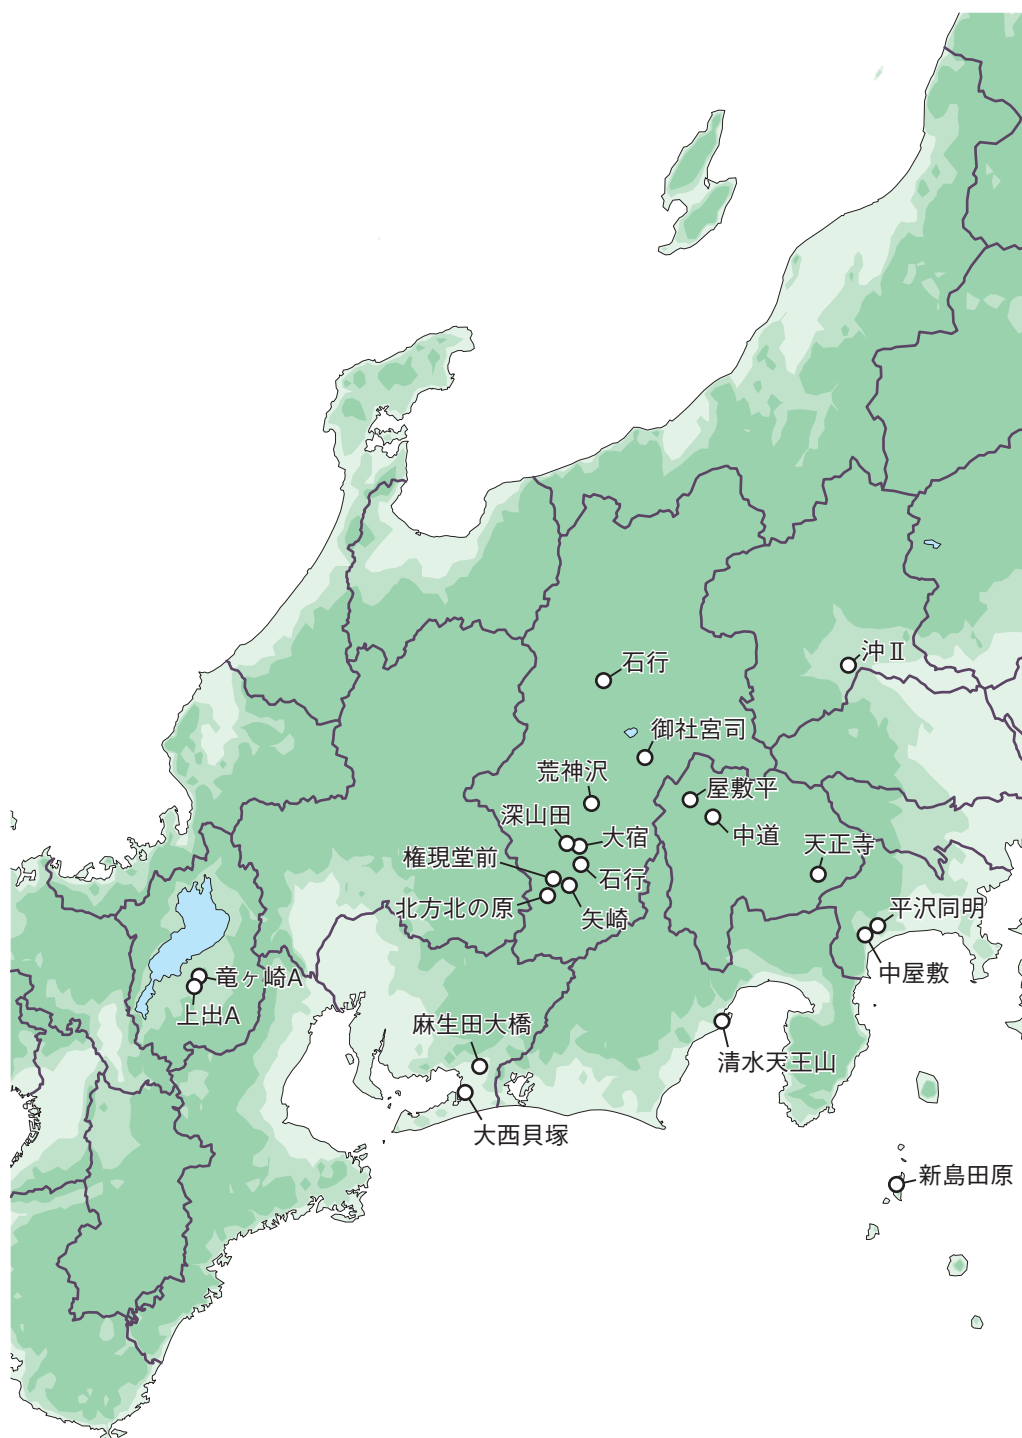 沖Ⅱ
石行
御社宮司
荒神沢
屋敷平
深山田
大宿
中道
天正寺
権現堂前
石行
北方北の原
矢崎
平沢同明
中屋敷
竜ヶ崎A
上出A
麻生田大橋
清水天王山
大西貝塚
新島田原